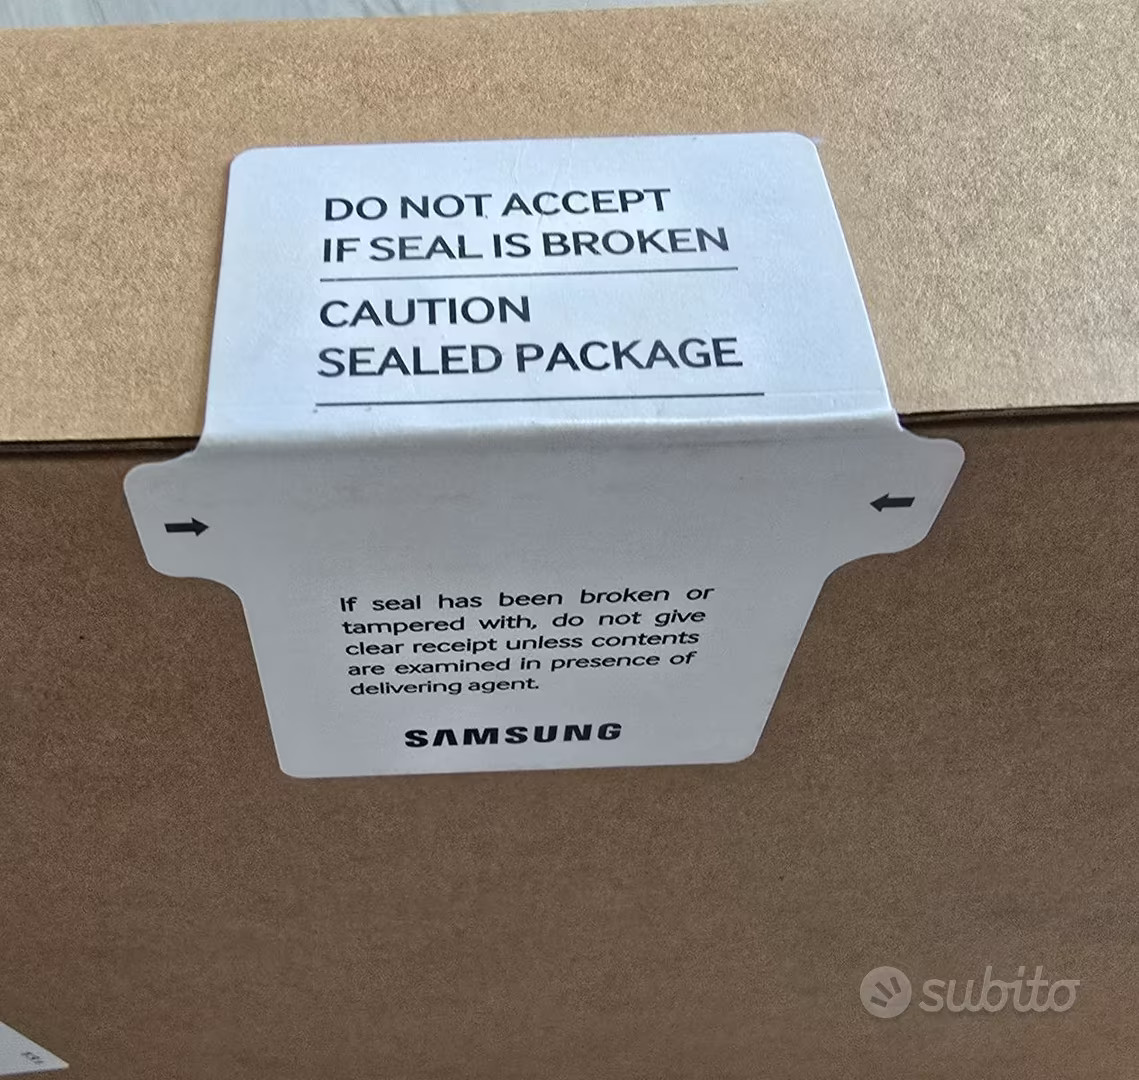 DO NOT ACCEPT
IF SEAL IS BROKEN
CAUTION
SEALED PACKAGE
If seal has been broken or
tampered with, do not give
clear receipt unless contents
are examined in presence of
delivering agent.
SAMSUNG
subito